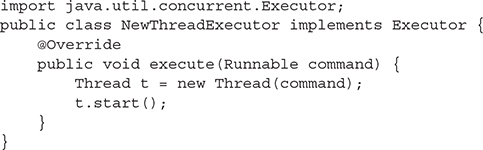 import java.util.concurrent.Executor;
public class NewThreadExecutor implements Executor {
    @Override
    public void execute(Runnable command) {
        Thread t = new Thread(command);
        t.start();
    }
}